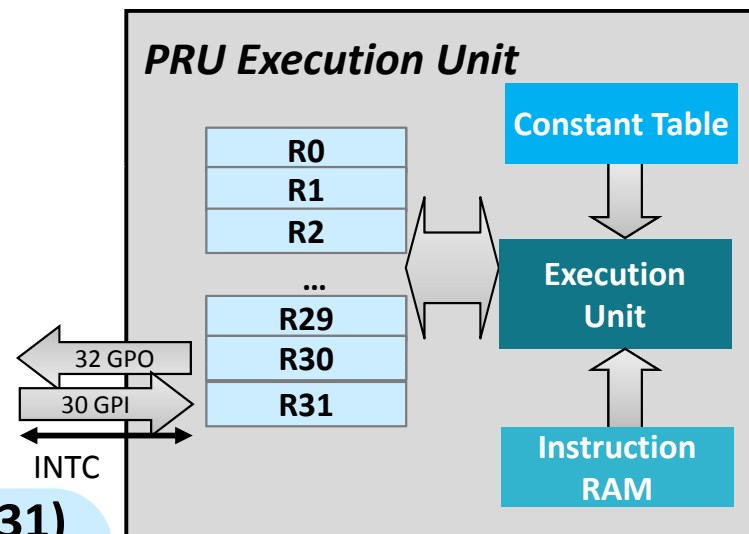 PRU Execution Unit
Constant Table
R0
R1
R2
...
R29
R30
R31
Execution
Unit
32 GPO
30 GPI
INTC
Instruction
RAM
31)